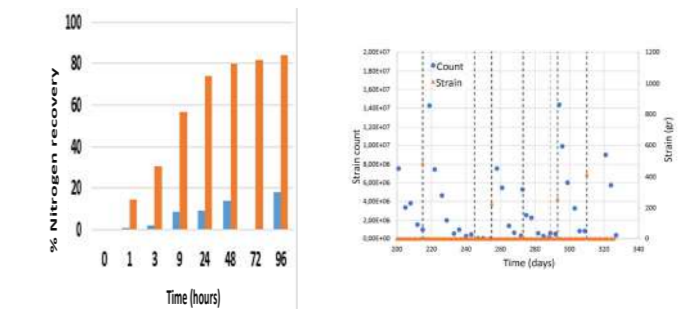 100
80
60
40
20
0
% Nitrogen recovery
0 1 3 9 24 48 72 96
Time (hours)
2,00E+07
1,80E+07
1,60E+07
1,40E+07
1,20E+07
1,00E+07
8,00E+06
6,00E+06
4,00E+06
2,00E+06
0,00E+00
Strain count
Count
Strain
1200
1000
800
600
400
200
0
Strain (gr)
200 220 240 260 280 300 320 340
Time (days)